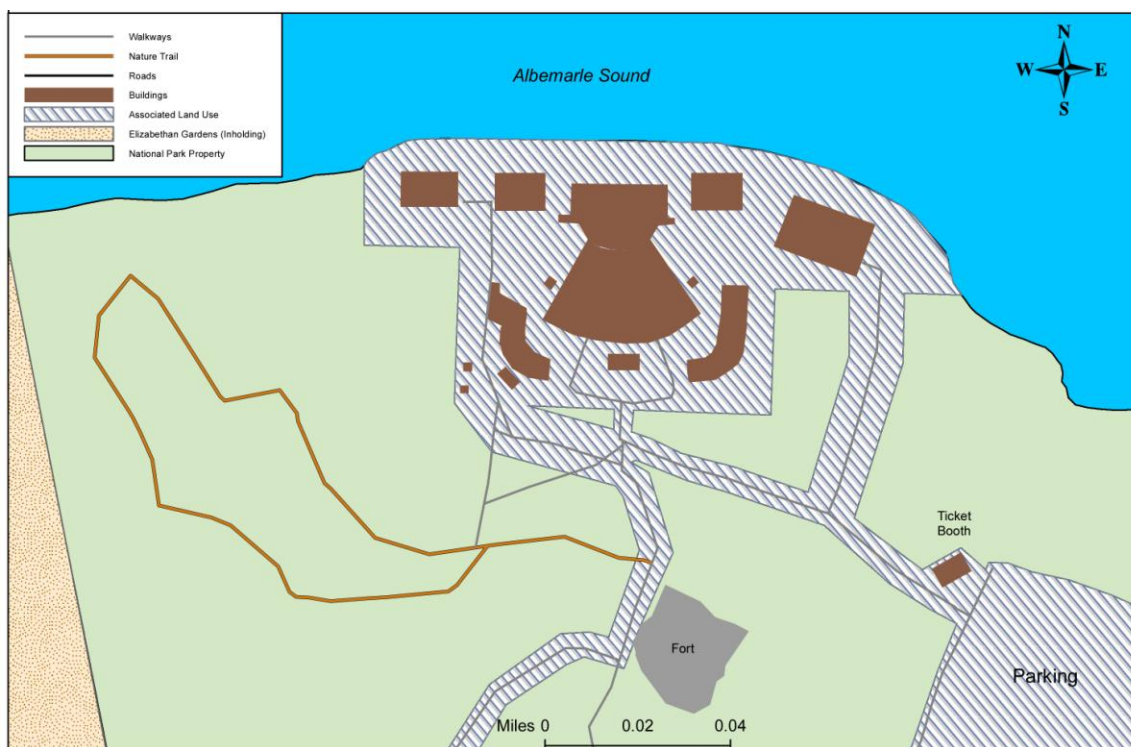 Walkways
Nature Trail
Roads
Buildings
Associated Land Use
Elizabethan Gardens (Inholding)
National Park Property
Albemarle Sound
N
W E
S
Ticket
Booth
Fort
Parking
Miles 0 0.02 0.04